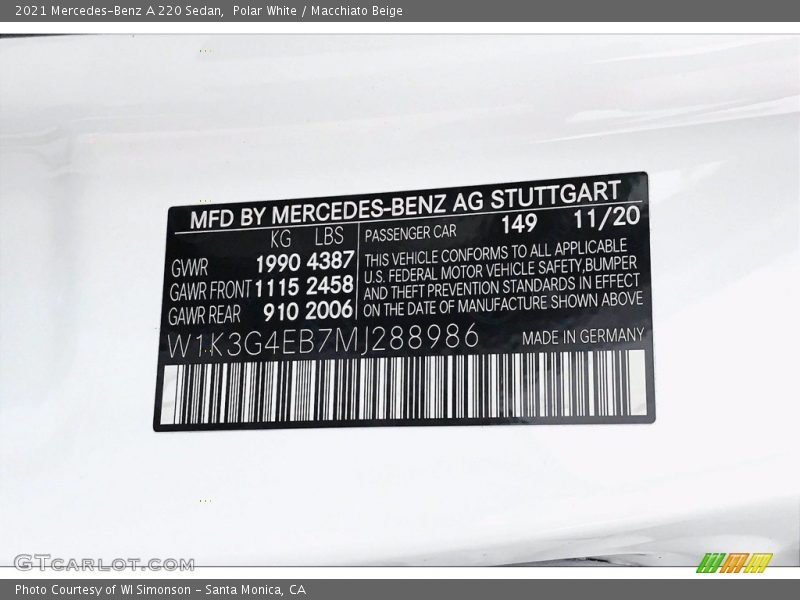 2021 Mercedes-Benz A 220 Sedan, Polar White / Macchiato Beige
MFD BY MERCEDES-BENZ AG STUTTGART
KG LBS
GVWR 1990 4387
GAWR FRONT 1115 2458
GAWR REAR 910 2006
PASSENGER CAR 149 11/20
THIS VEHICLE CONFORMS TO ALL APPLICABLE
U.S. FEDERAL MOTOR VEHICLE SAFETY,BUMPER
AND THEFT PREVENTION STANDARDS IN EFFECT
ON THE DATE OF MANUFACTURE SHOWN ABOVE
W1K3G4EB7MJ288986 MADE IN GERMANY
GTCARLOT.COM
Photo Courtesy of WI Simonson - Santa Monica, CA